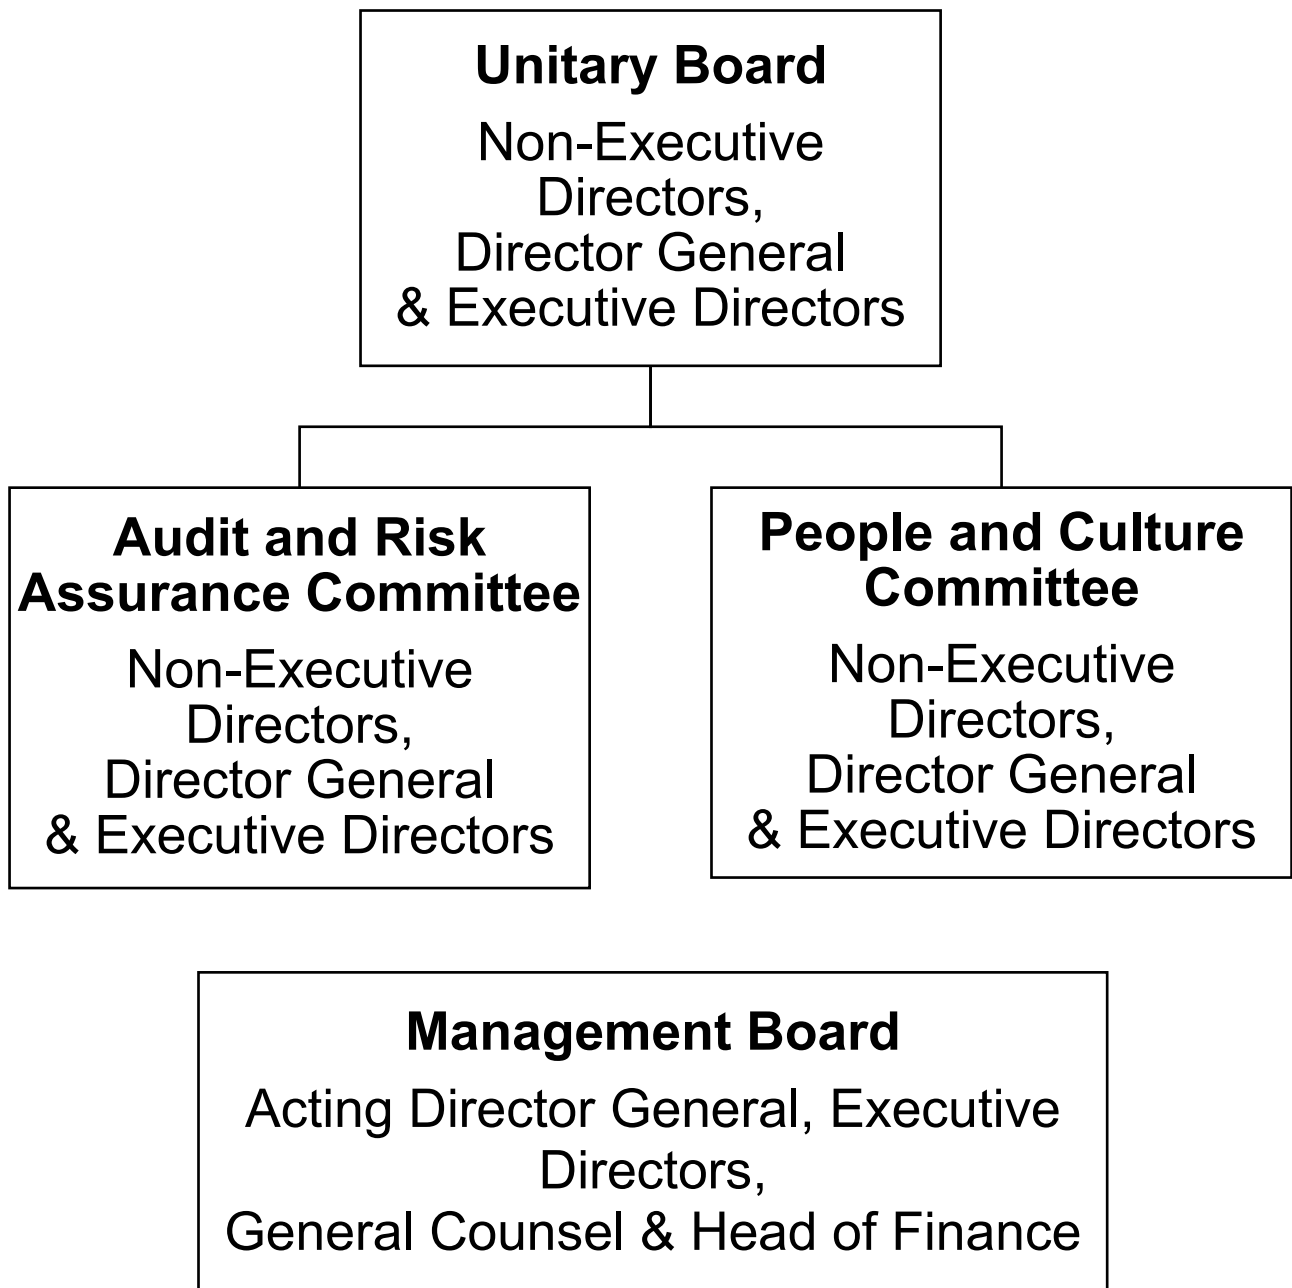 Unitary Board
Non-Executive
Directors,
Director General
& Executive Directors
Audit and Risk
Assurance Committee
Non-Executive
Directors,
Director General
& Executive Directors
People and Culture
Committee
Non-Executive
Directors,
Director General
& Executive Directors
Management Board
Acting Director General, Executive
Directors,
General Counsel & Head of Finance